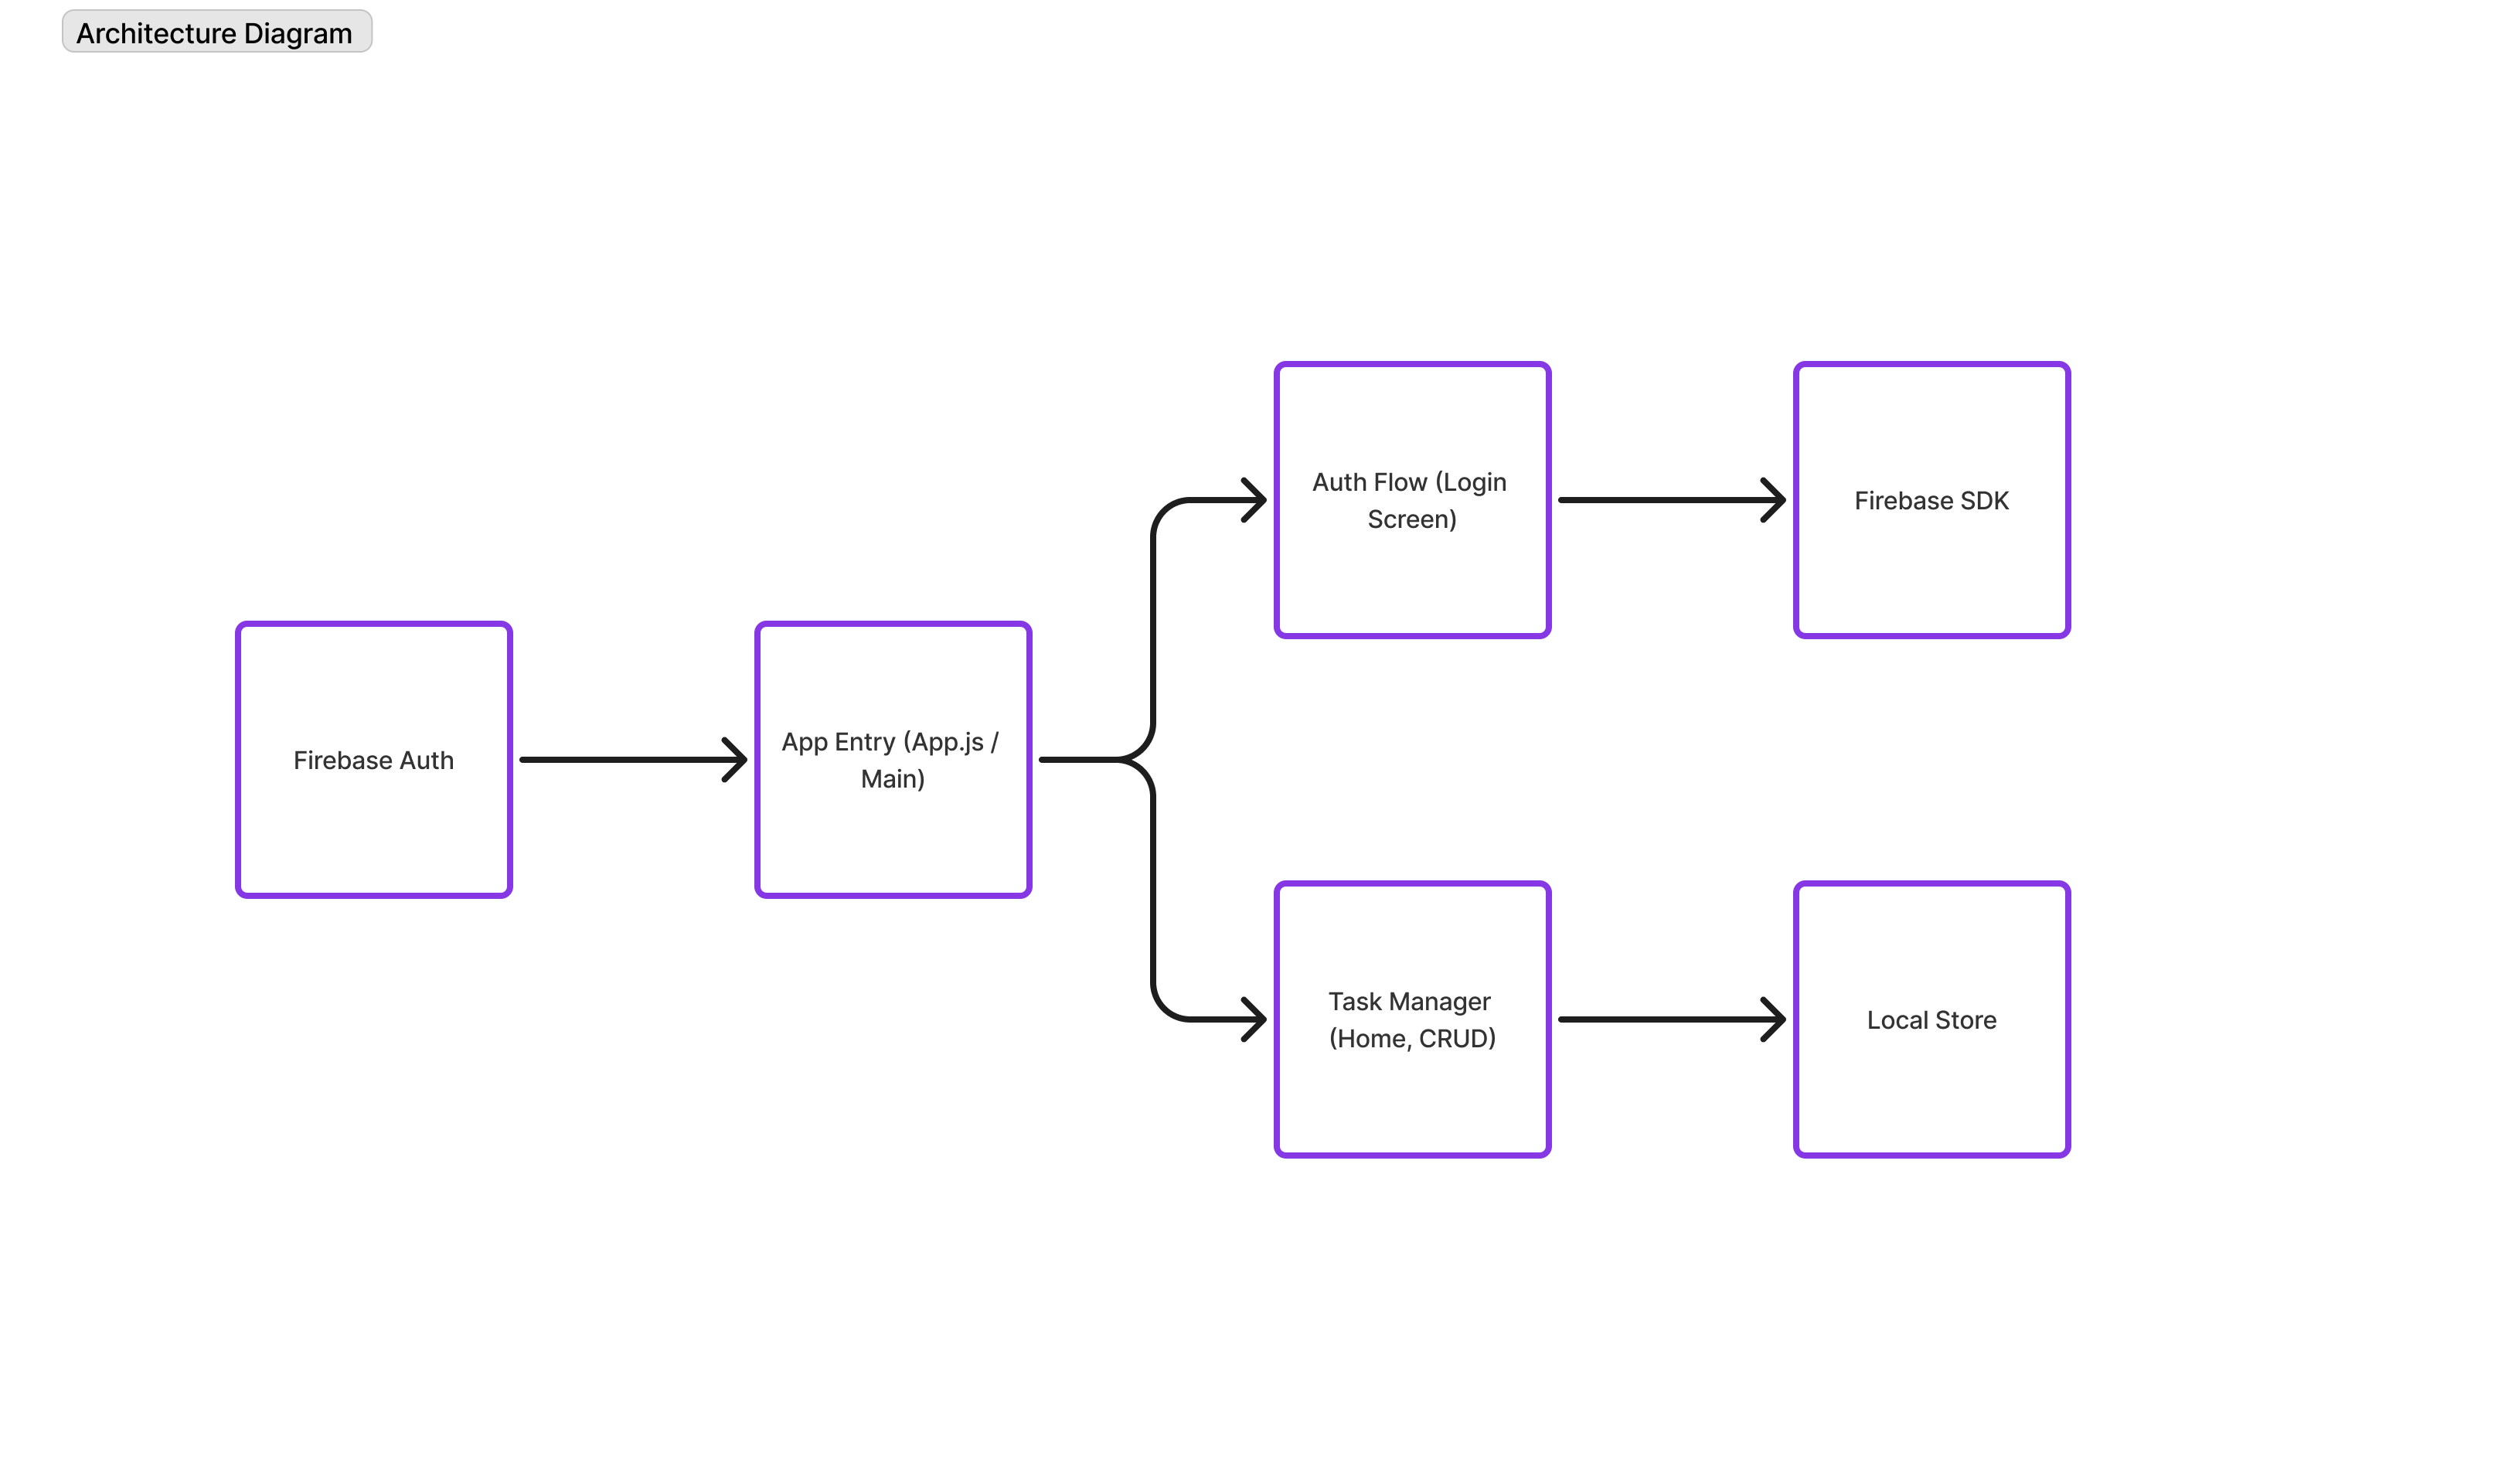 Architecture Diagram
Auth Flow (Login
Screen)
Firebase SDK
Firebase Auth
App Entry (App.js /
Main)
Task Manager
(Home, CRUD)
Local Store